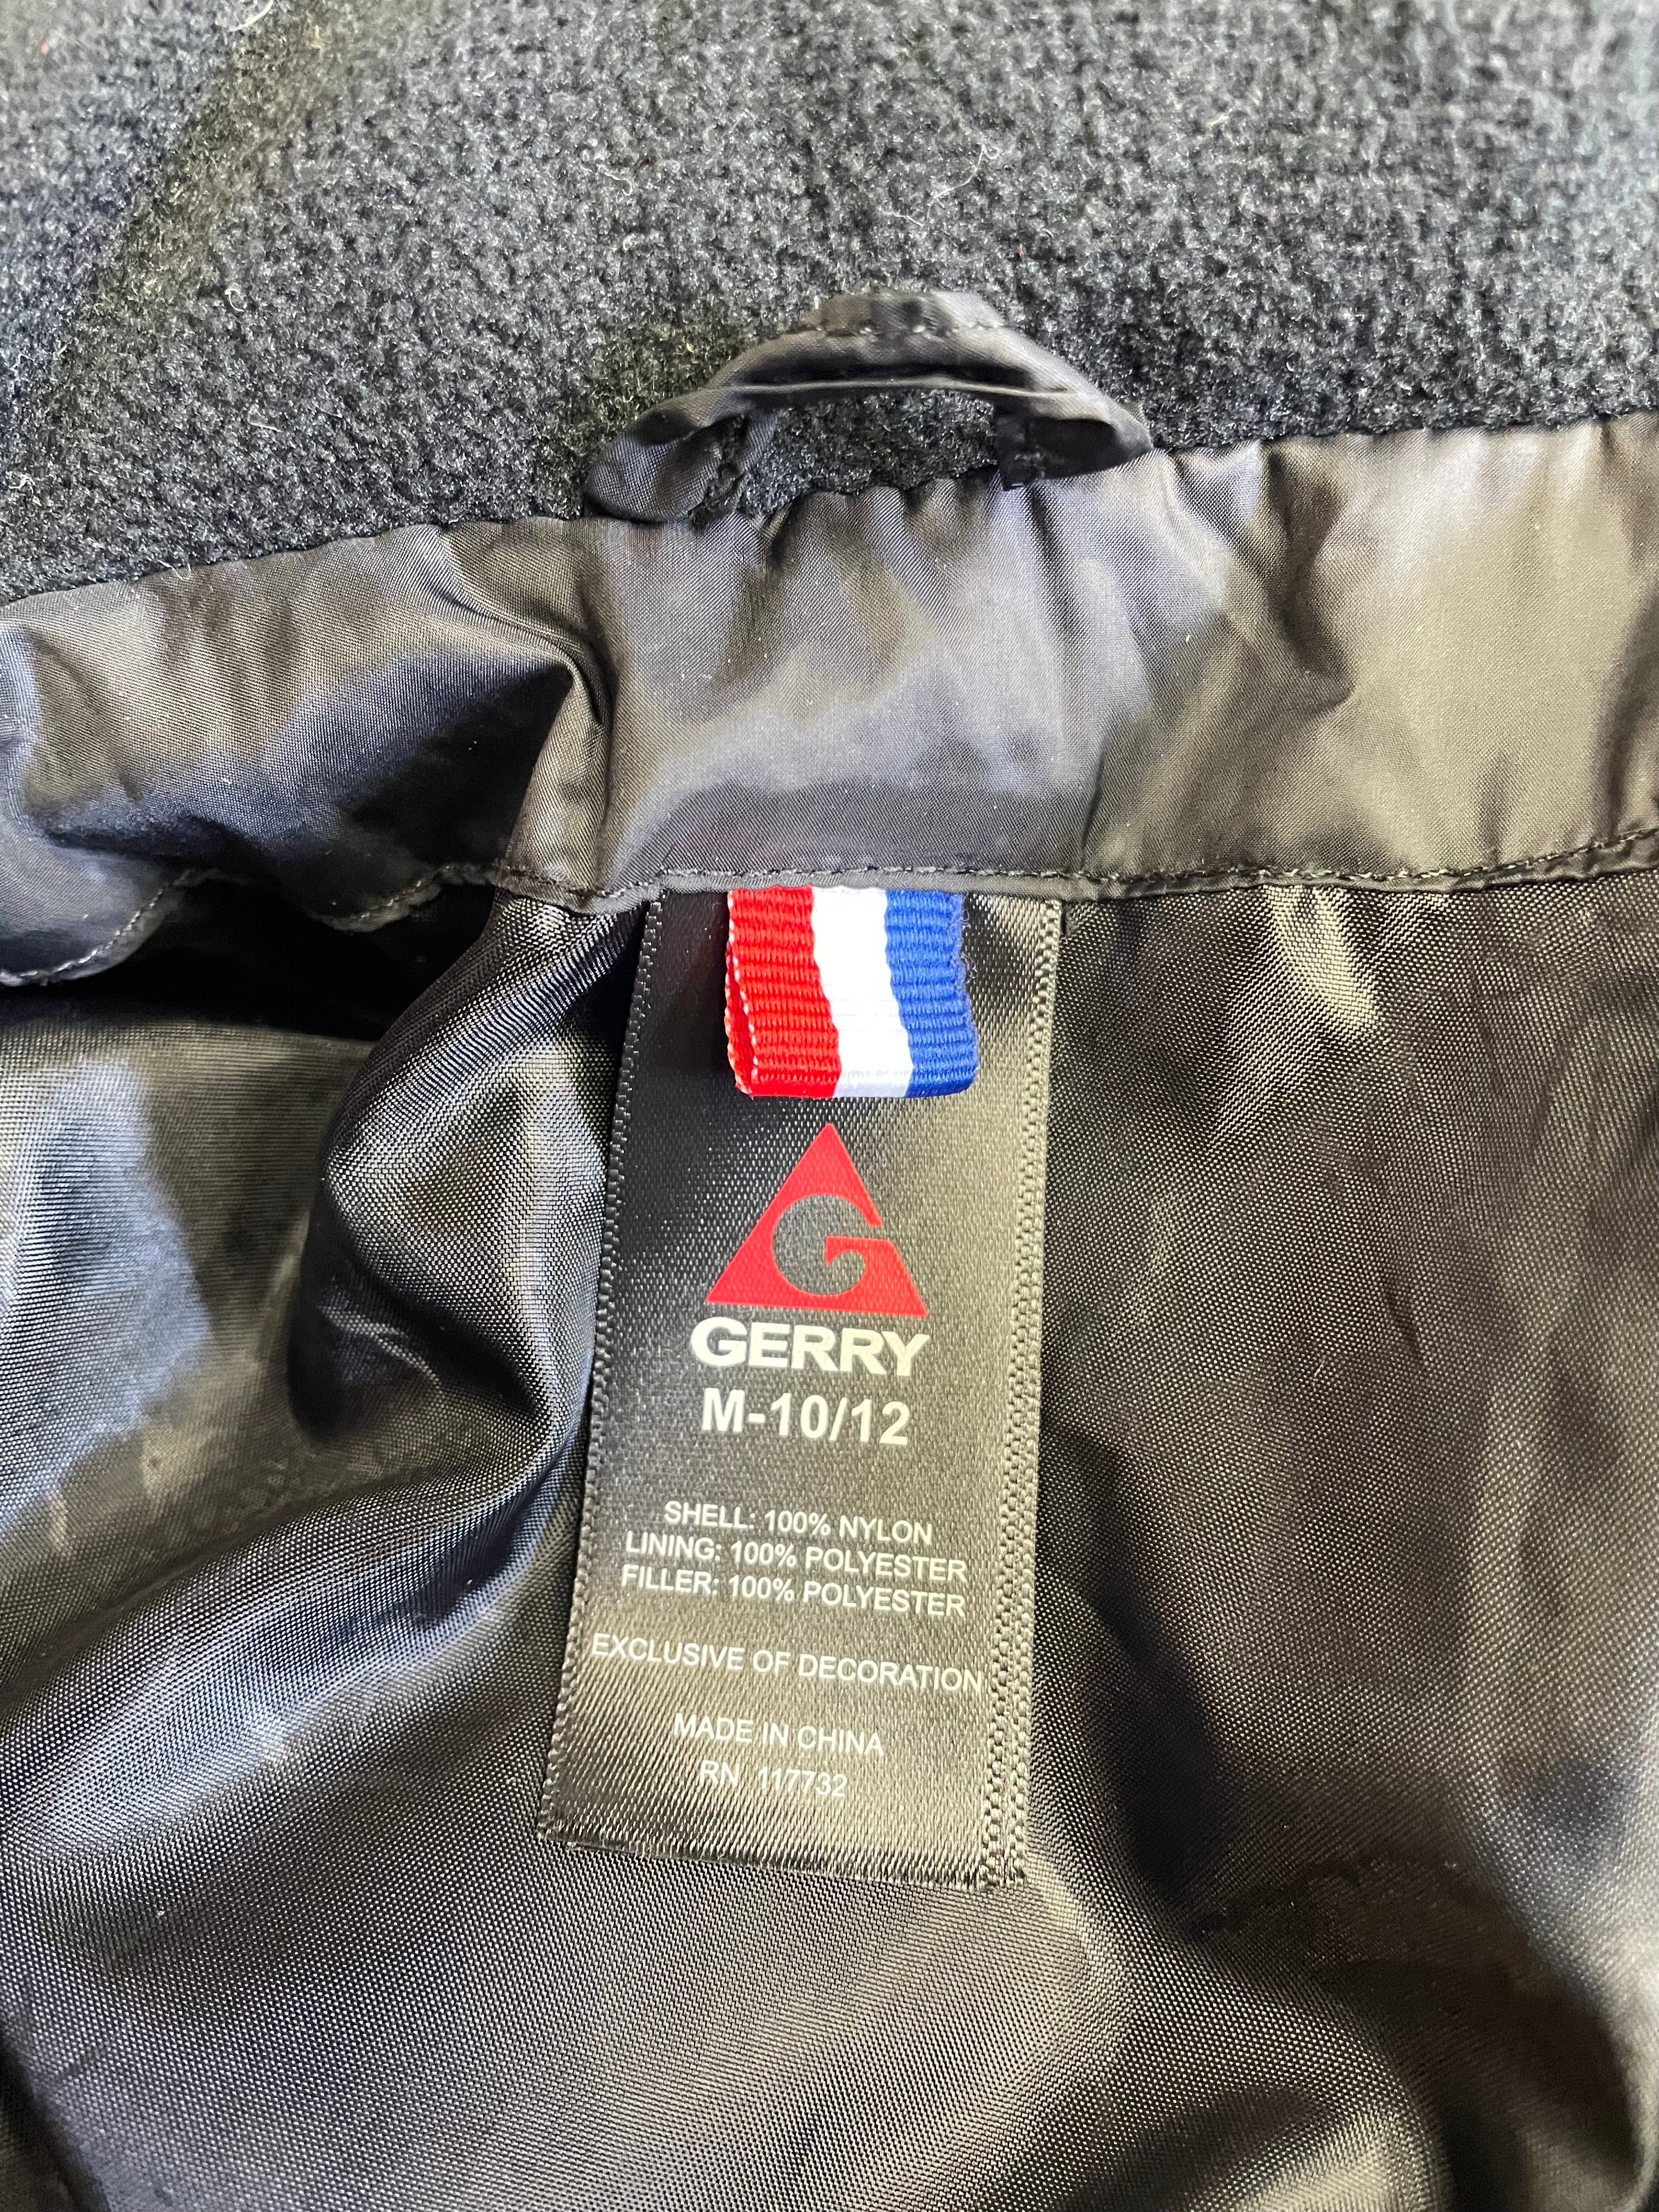 G
GERRY
M-10/12
SHELL: 100% NYLON
LINING: 100% POLYESTER
FILLER: 100% POLYESTER
EXCLUSIVE OF DECORATION
MADE IN CHINA
RN 117732